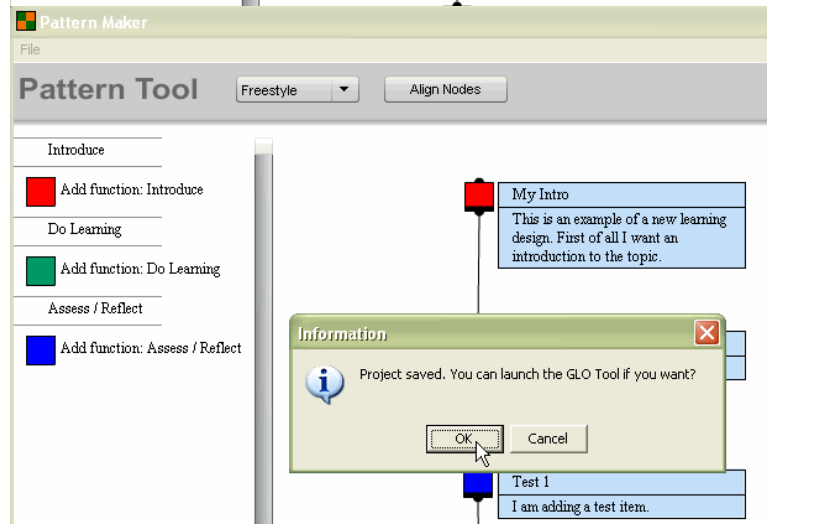 Pattern Maker
File
Pattern Tool
Freestyle
Align Nodes
Introduce
Add function: Introduce
Do Learning
Add function: Do Learning
Assess / Reflect
Add function: Assess / Reflect
My Intro
This is an example of a new learning
design. First of all I want an
introduction to the topic.
Information
Project saved. You can launch the GLO Tool if you want?
OK
Cancel
Test 1
I am adding a test item.